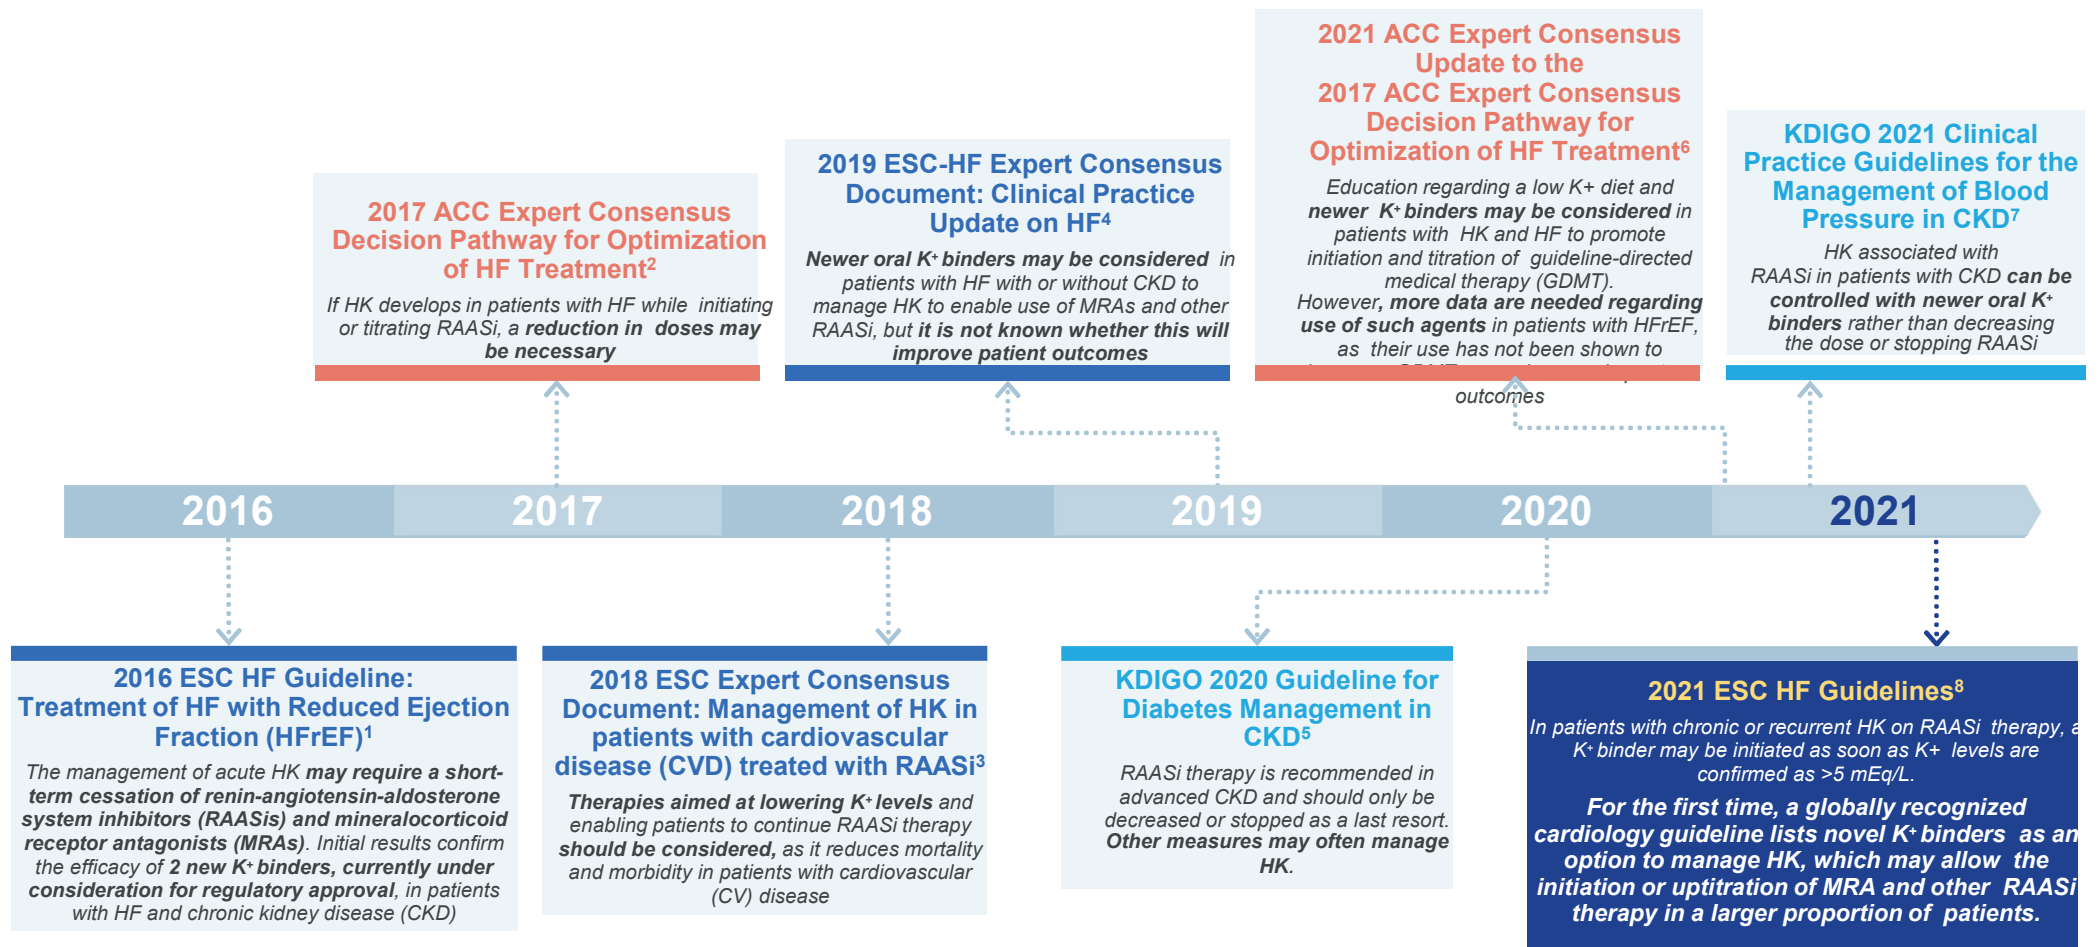 2017 ACC Expert Consensus
Decision Pathway for Optimization
of HF Treatment2
If HK develops in patients with HF while initiating
or titrating RAASi, a reduction in doses may
be necessary
2019 ESC-HF Expert Consensus
Document: Clinical Practice
Update on HF4
Newer oral K+ binders may be considered in
patients with HF with or without CKD to
manage HK to enable use of MRAs and other
RAASi, but it is not known whether this will
improve patient outcomes
2021 ACC Expert Consensus
Update to the
2017 ACC Expert Consensus
Decision Pathway for
Optimization of HF Treatment6
Education regarding a low K+ diet and
newer K+ binders may be considered in
patients with HK and HF to promote
initiation and titration of guideline-directed
medical therapy (GDMT).
However, more data are needed regarding
use of such agents in patients with HFrEF,
as their use has not been shown to
outcomes
KDIGO 2021 Clinical
Practice Guidelines for the
Management of Blood
Pressure in CKD7
HK associated with
RAASi in patients with CKD can be
controlled with newer oral K+
binders rather than decreasing
the dose or stopping RAASi
2016
2017
2018
2019
2020
2021
2016 ESC HF Guideline:
Treatment of HF with Reduced Ejection
Fraction (HFrEF)1
The management of acute HK may require a short-
term cessation of renin-angiotensin-aldosterone
system inhibitors (RAASis) and mineralocorticoid
receptor antagonists (MRAs). Initial results confirm
the efficacy of 2 new K+ binders, currently under
consideration for regulatory approval, in patients
with HF and chronic kidney disease (CKD)
2018 ESC Expert Consensus
Document: Management of HK in
patients with cardiovascular
disease (CVD) treated with RAASi3
Therapies aimed at lowering K+ levels and
enabling patients to continue RAASi therapy
should be considered, as it reduces mortality
and morbidity in patients with cardiovascular
(CV) disease
KDIGO 2020 Guideline for
Diabetes Management in
CKD5
RAASi therapy is recommended in
advanced CKD and should only be
decreased or stopped as a last resort.
Other measures may often manage
HK.
2021 ESC HF Guidelines8
In patients with chronic or recurrent HK on RAASi therapy, a
K+ binder may be initiated as soon as K+ levels are
confirmed as >5 mEq/L.
For the first time, a globally recognized
cardiology guideline lists novel K+ binders as an
option to manage HK, which may allow the
initiation or uptitration of MRA and other RAASi
therapy in a larger proportion of patients.